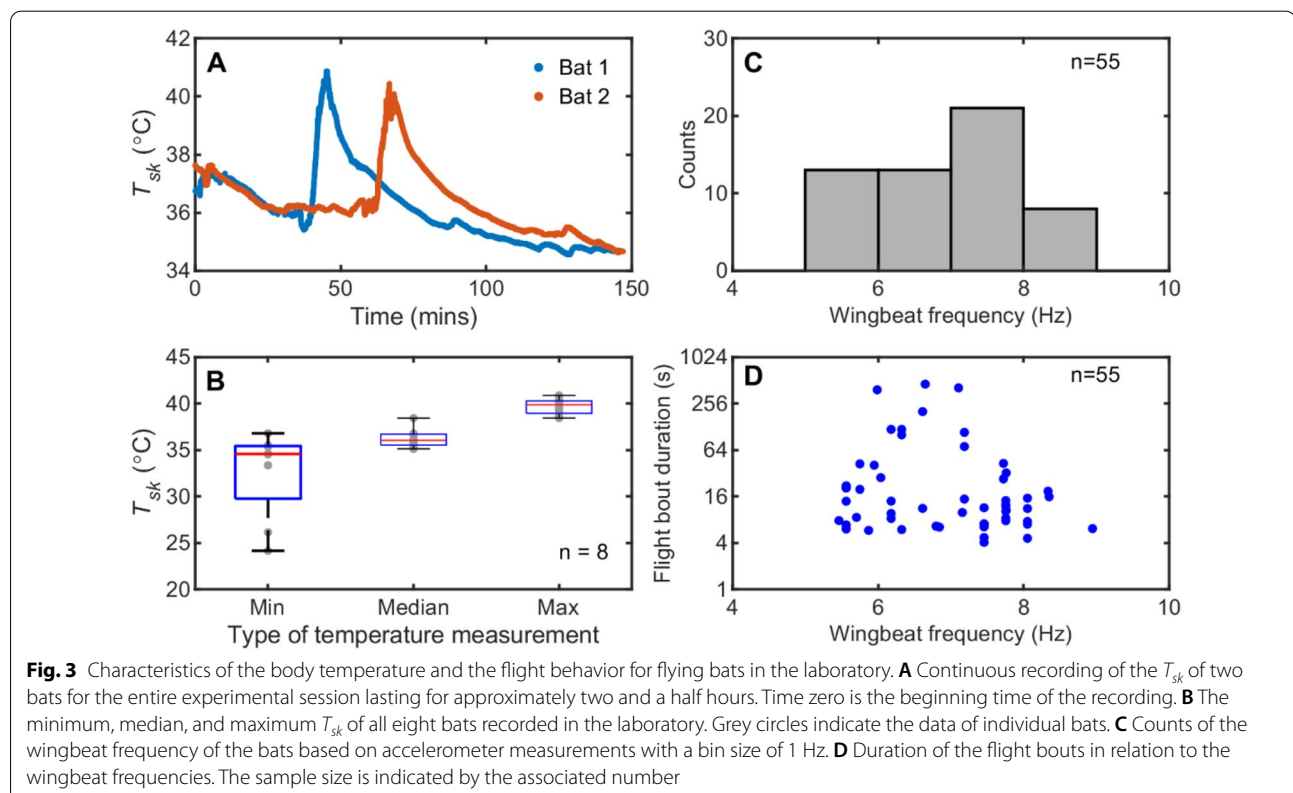 A
Bat 1
Bat 2
42
40
38
36
34
T_sk (°C)
0 50 100 150
Time (mins)
C
n=55
30
20
10
0
Counts
4 6 8 10
Wingbeat frequency (Hz)
B
n = 8
45
40
35
30
25
20
T_sk (°C)
Min Median Max
Type of temperature measurement
D
n=55
1024
256
64
16
4
1
Flight bout duration (s)
4 6 8 10
Wingbeat frequency (Hz)
Fig. 3 Characteristics of the body temperature and the flight behavior for flying bats in the laboratory. A Continuous recording of the T_sk of two
bats for the entire experimental session lasting for approximately two and a half hours. Time zero is the beginning time of the recording. B The
minimum, median, and maximum T_sk of all eight bats recorded in the laboratory. Grey circles indicate the data of individual bats. C Counts of the
wingbeat frequency of the bats based on accelerometer measurements with a bin size of 1 Hz. D Duration of the flight bouts in relation to the
wingbeat frequencies. The sample size is indicated by the associated number